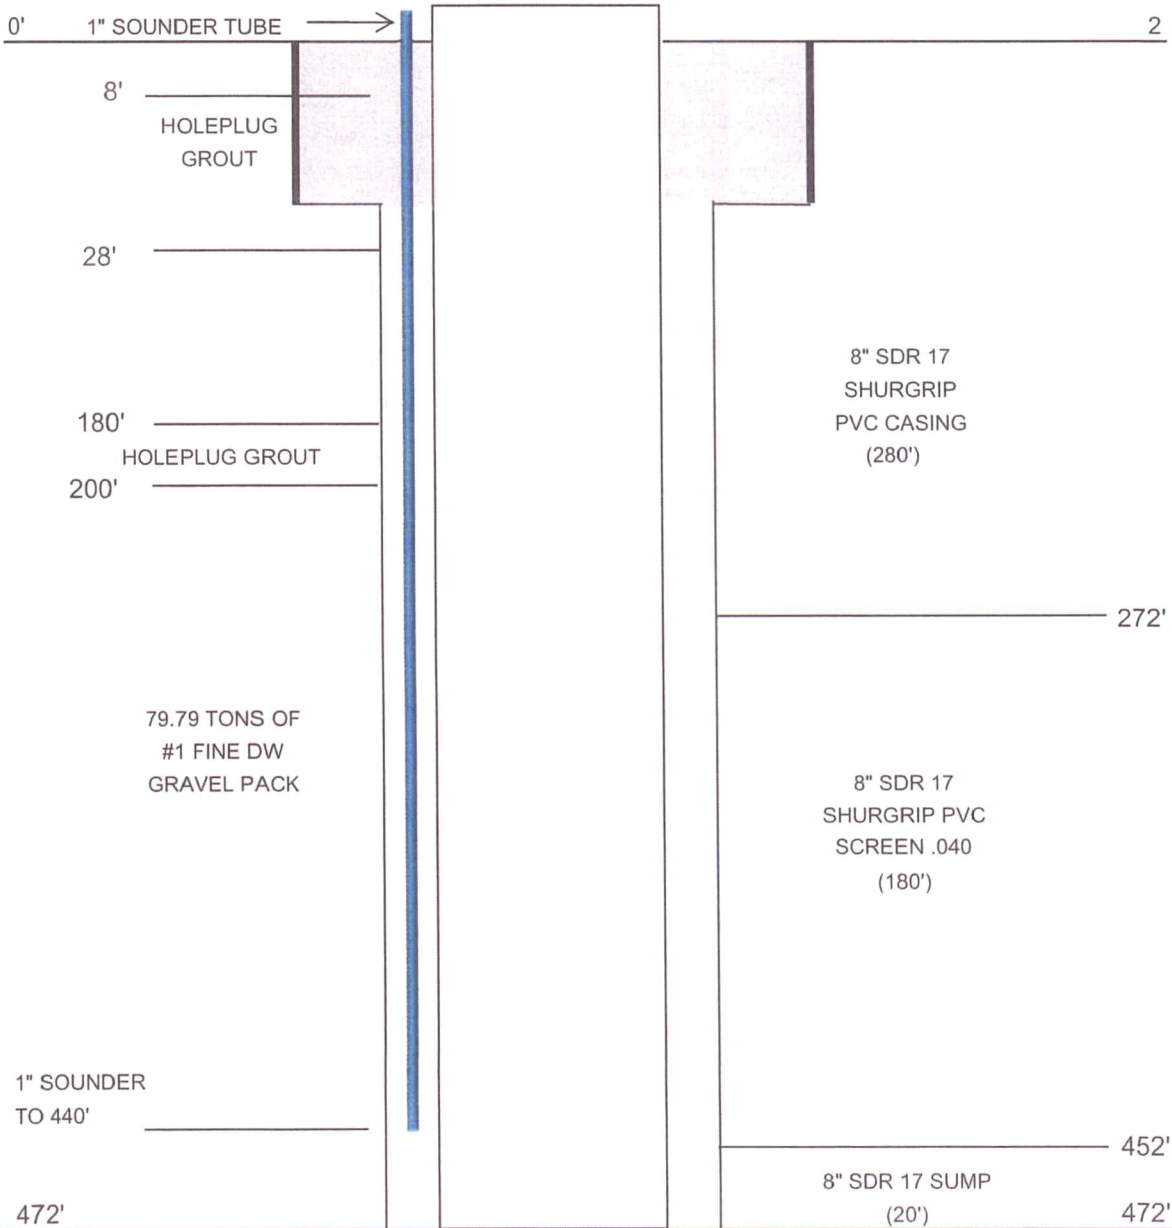 0'
1" SOUNDER TUBE
2
8'
HOLEPLUG
GROUT
28'
8" SDR 17
SHURGRIP
PVC CASING
(280')
180'
HOLEPLUG GROUT
200'
272'
79.79 TONS OF
#1 FINE DW
GRAVEL PACK
8" SDR 17
SHURGRIP PVC
SCREEN .040
(180')
1" SOUNDER
TO 440'
452'
8" SDR 17 SUMP
(20')
472'
472'